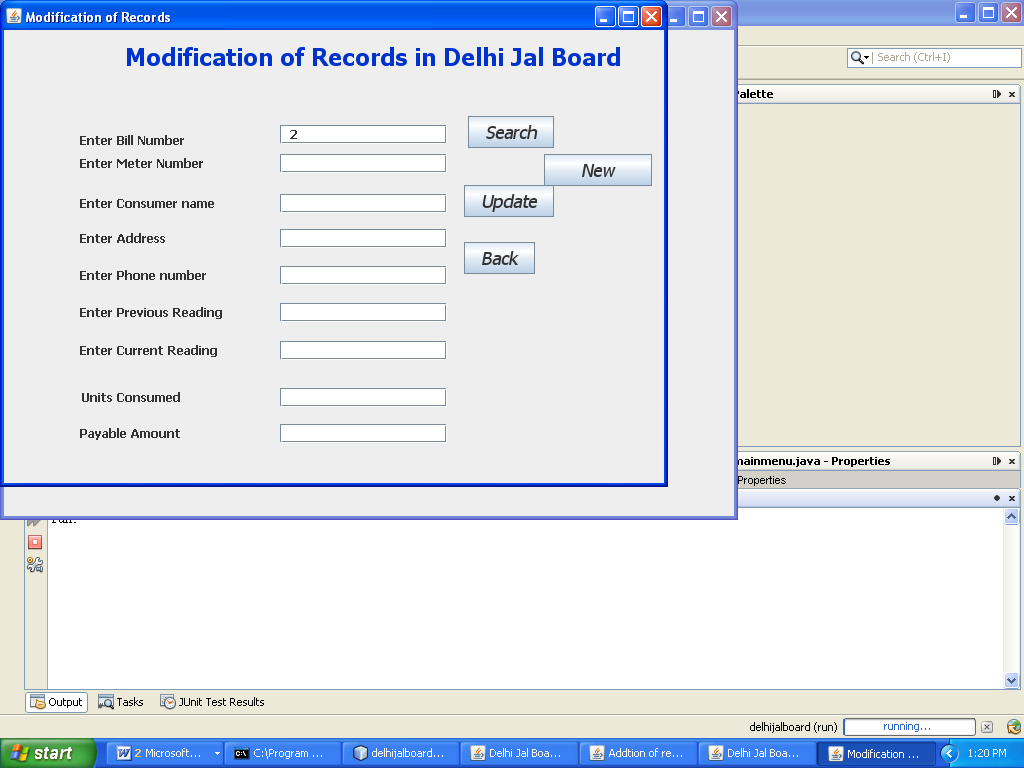 Modification of Records
Modification of Records in Delhi Jal Board
Search (Ctrl+I)
Palette
Enter Bill Number
2
Search
Enter Meter Number
New
Enter Consumer name
Update
Enter Address
Back
Enter Phone number
Enter Previous Reading
Enter Current Reading
Units Consumed
Payable Amount
mainmenu.java - Properties
Properties
run:
Output
Tasks
JUnit Test Results
delhijalboard (run)
running...
start
2 Microsoft...
C:\Program ...
delhijalboard...
Delhi Jal Boa...
Addtion of re...
Delhi Jal Boa...
Modification ...
1:20 PM